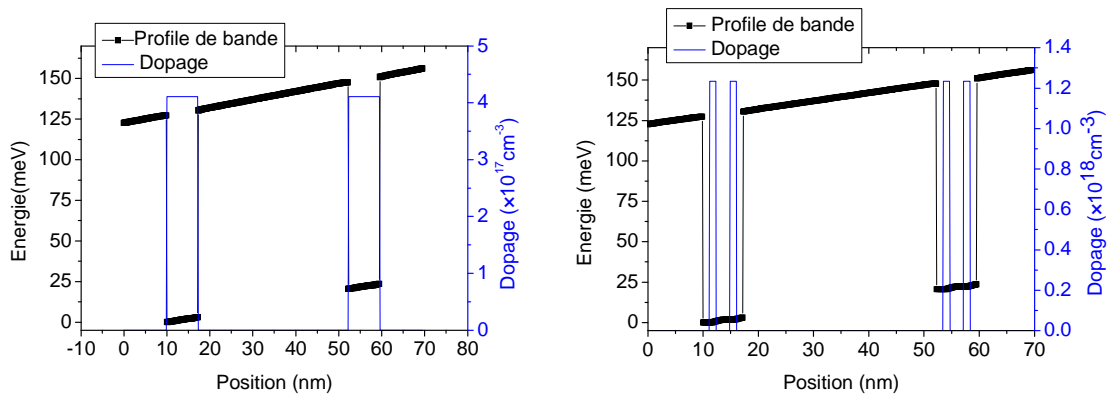 Profile de bande
Dopage
Energie(meV)
150
125
100
75
50
25
0
-10 0 10 20 30 40 50 60 70 80
Position (nm)
5
4
3
2
1
0
Dopage (×10¹⁷cm⁻³)
Profile de bande
Dopage
Energie(meV)
150
125
100
75
50
25
0
0 10 20 30 40 50 60 70
Position (nm)
1.4
1.2
1.0
0.8
0.6
0.4
0.2
0.0
Dopage (×10¹⁸cm-3)